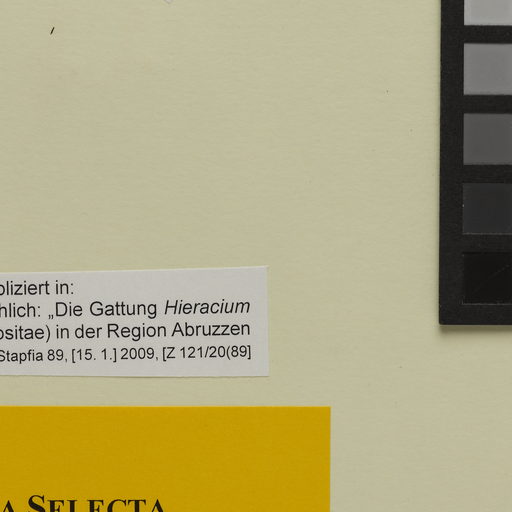 pliziert in:
hlich: „Die Gattung Hieracium
ositae) in der Region Abruzzen
Stapfia 89, [15. 1.] 2009, [Z 121/20(89]
A SELECTA